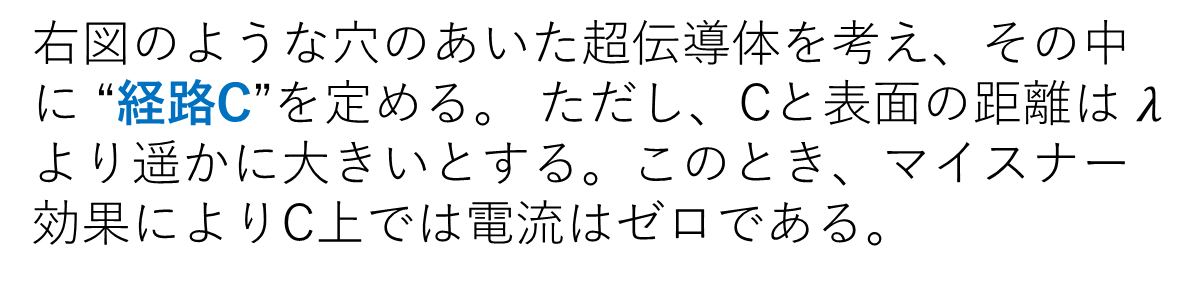 右図のような穴のあいた超伝導体を考え、その中
に “経路C”を定める。 ただし、Cと表面の距離は λ
より遥かに大きいとする。このとき、マイスナー
効果によりC上では電流はゼロである。